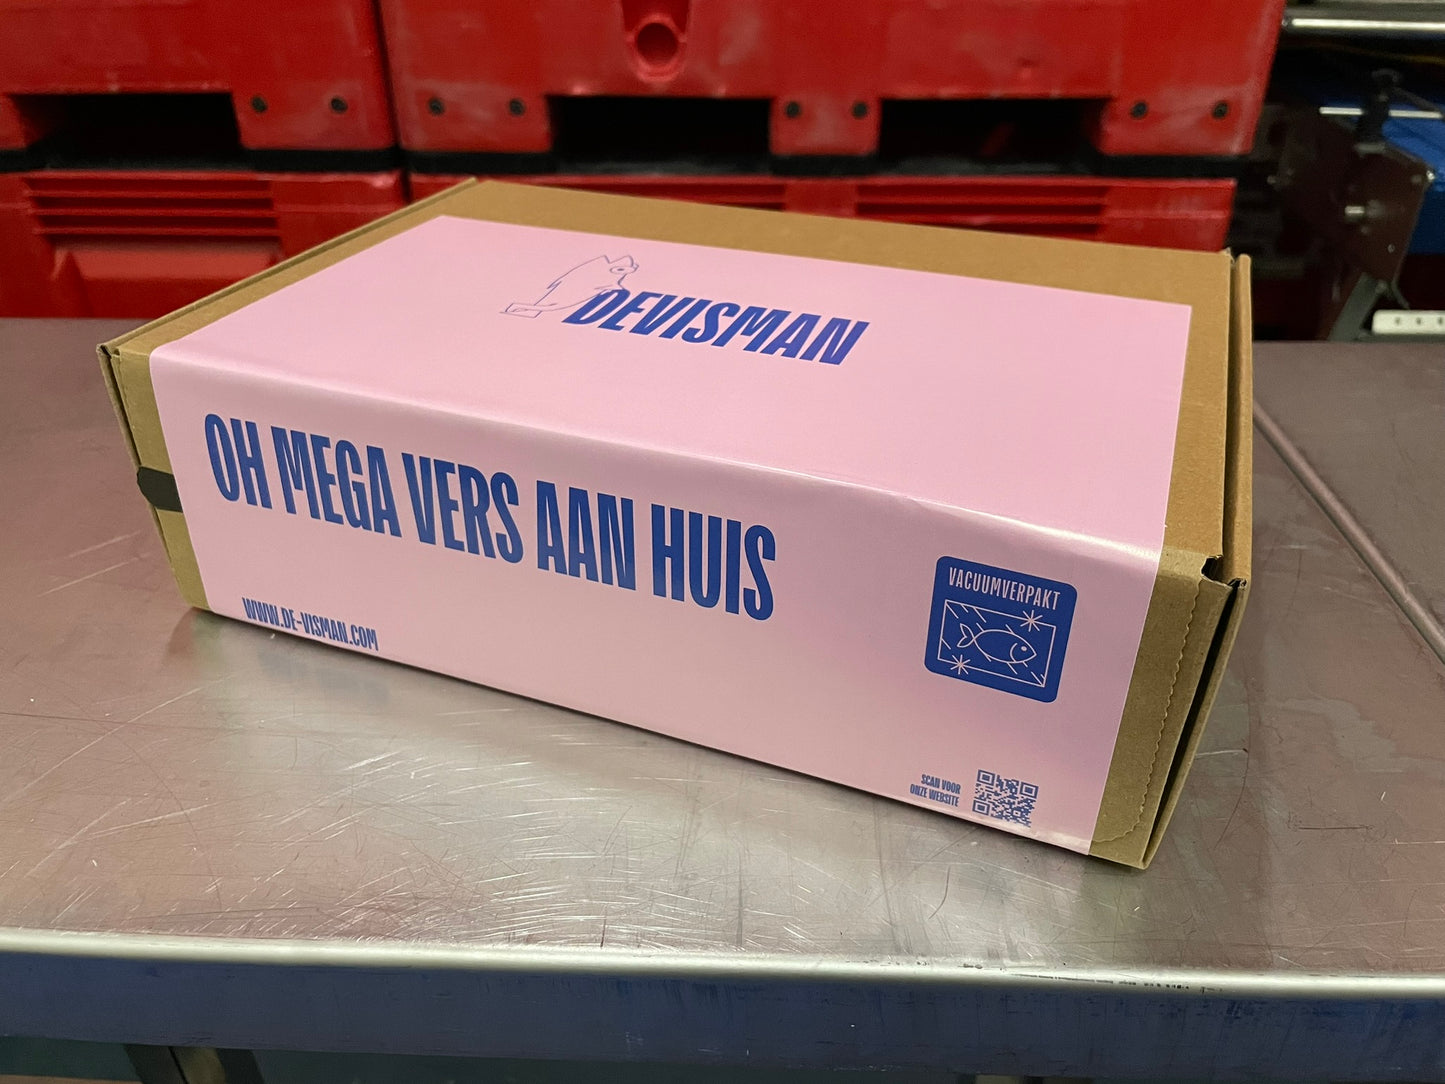 DEVISMAN
OH MEGA VERS AAN HUIS
WWW.DE-VISMAN.COM
VACUUMVERPAKT
SCAN VOOR
ONZE WEBSITE